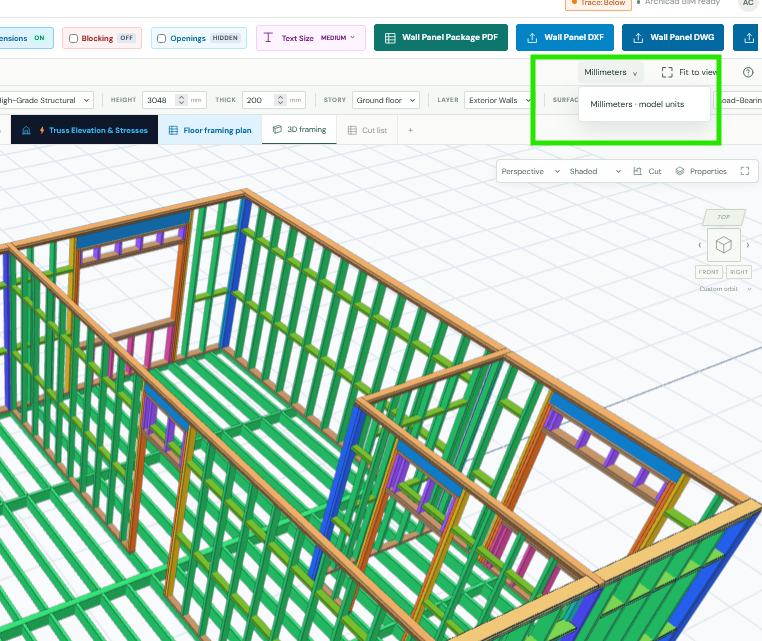 Trace: Below
Archicad BIM ready
AC
ensions ON
Blocking OFF
Openings HIDDEN
Text Size MEDIUM
Wall Panel Package PDF
Wall Panel DXF
Wall Panel DWG
Millimeters
Fit to view
Millimeters · model units
High-Grade Structural
HEIGHT 3048 mm
THICK 200 mm
STORY Ground floor
LAYER Exterior Walls
SURFAC
oad-Bearin
Truss Elevation & Stresses
Floor framing plan
3D framing
Cut list
+
Perspective
Shaded
Cut
Properties
TOP
FRONT
RIGHT
Custom orbit